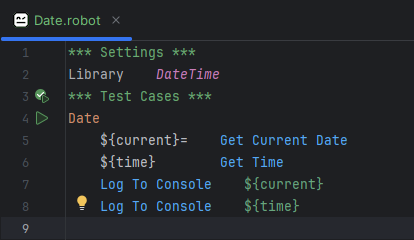 Date.robot ×
1 *** Settings ***
2 Library    DateTime
3 *** Test Cases ***
4 Date
5     ${current}=    Get Current Date
6     ${time}        Get Time
7     Log To Console    ${current}
8     Log To Console    ${time}
9